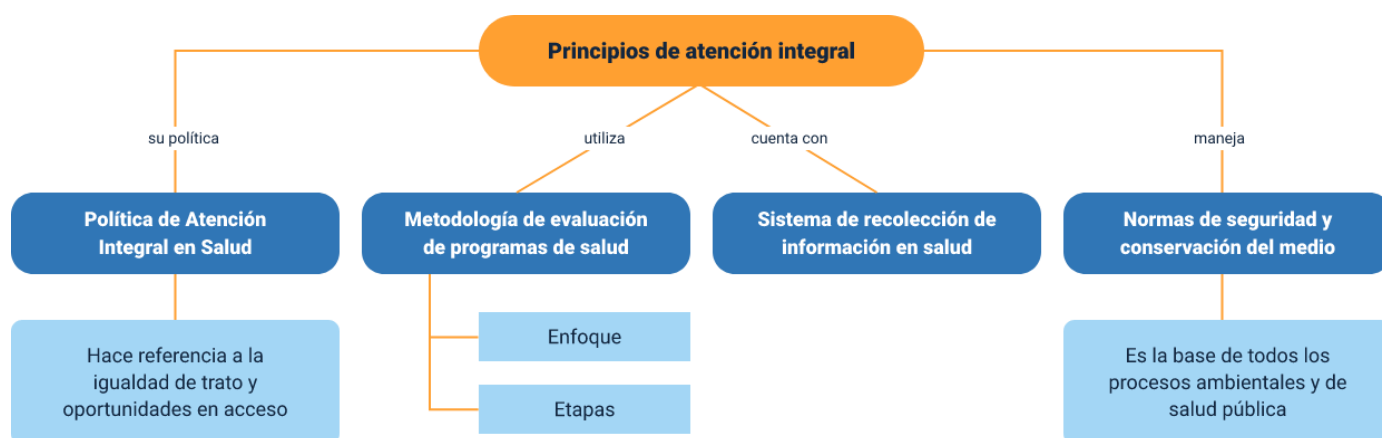 Principios de atención integral
su política
utiliza
cuenta con
maneja
Política de Atención
Integral en Salud
Metodología de evaluación
de programas de salud
Sistema de recolección de
información en salud
Normas de seguridad y
conservación del medio
Hace referencia a la
igualdad de trato y
oportunidades en acceso
Enfoque
Etapas
Es la base de todos los
procesos ambientales y de
salud pública